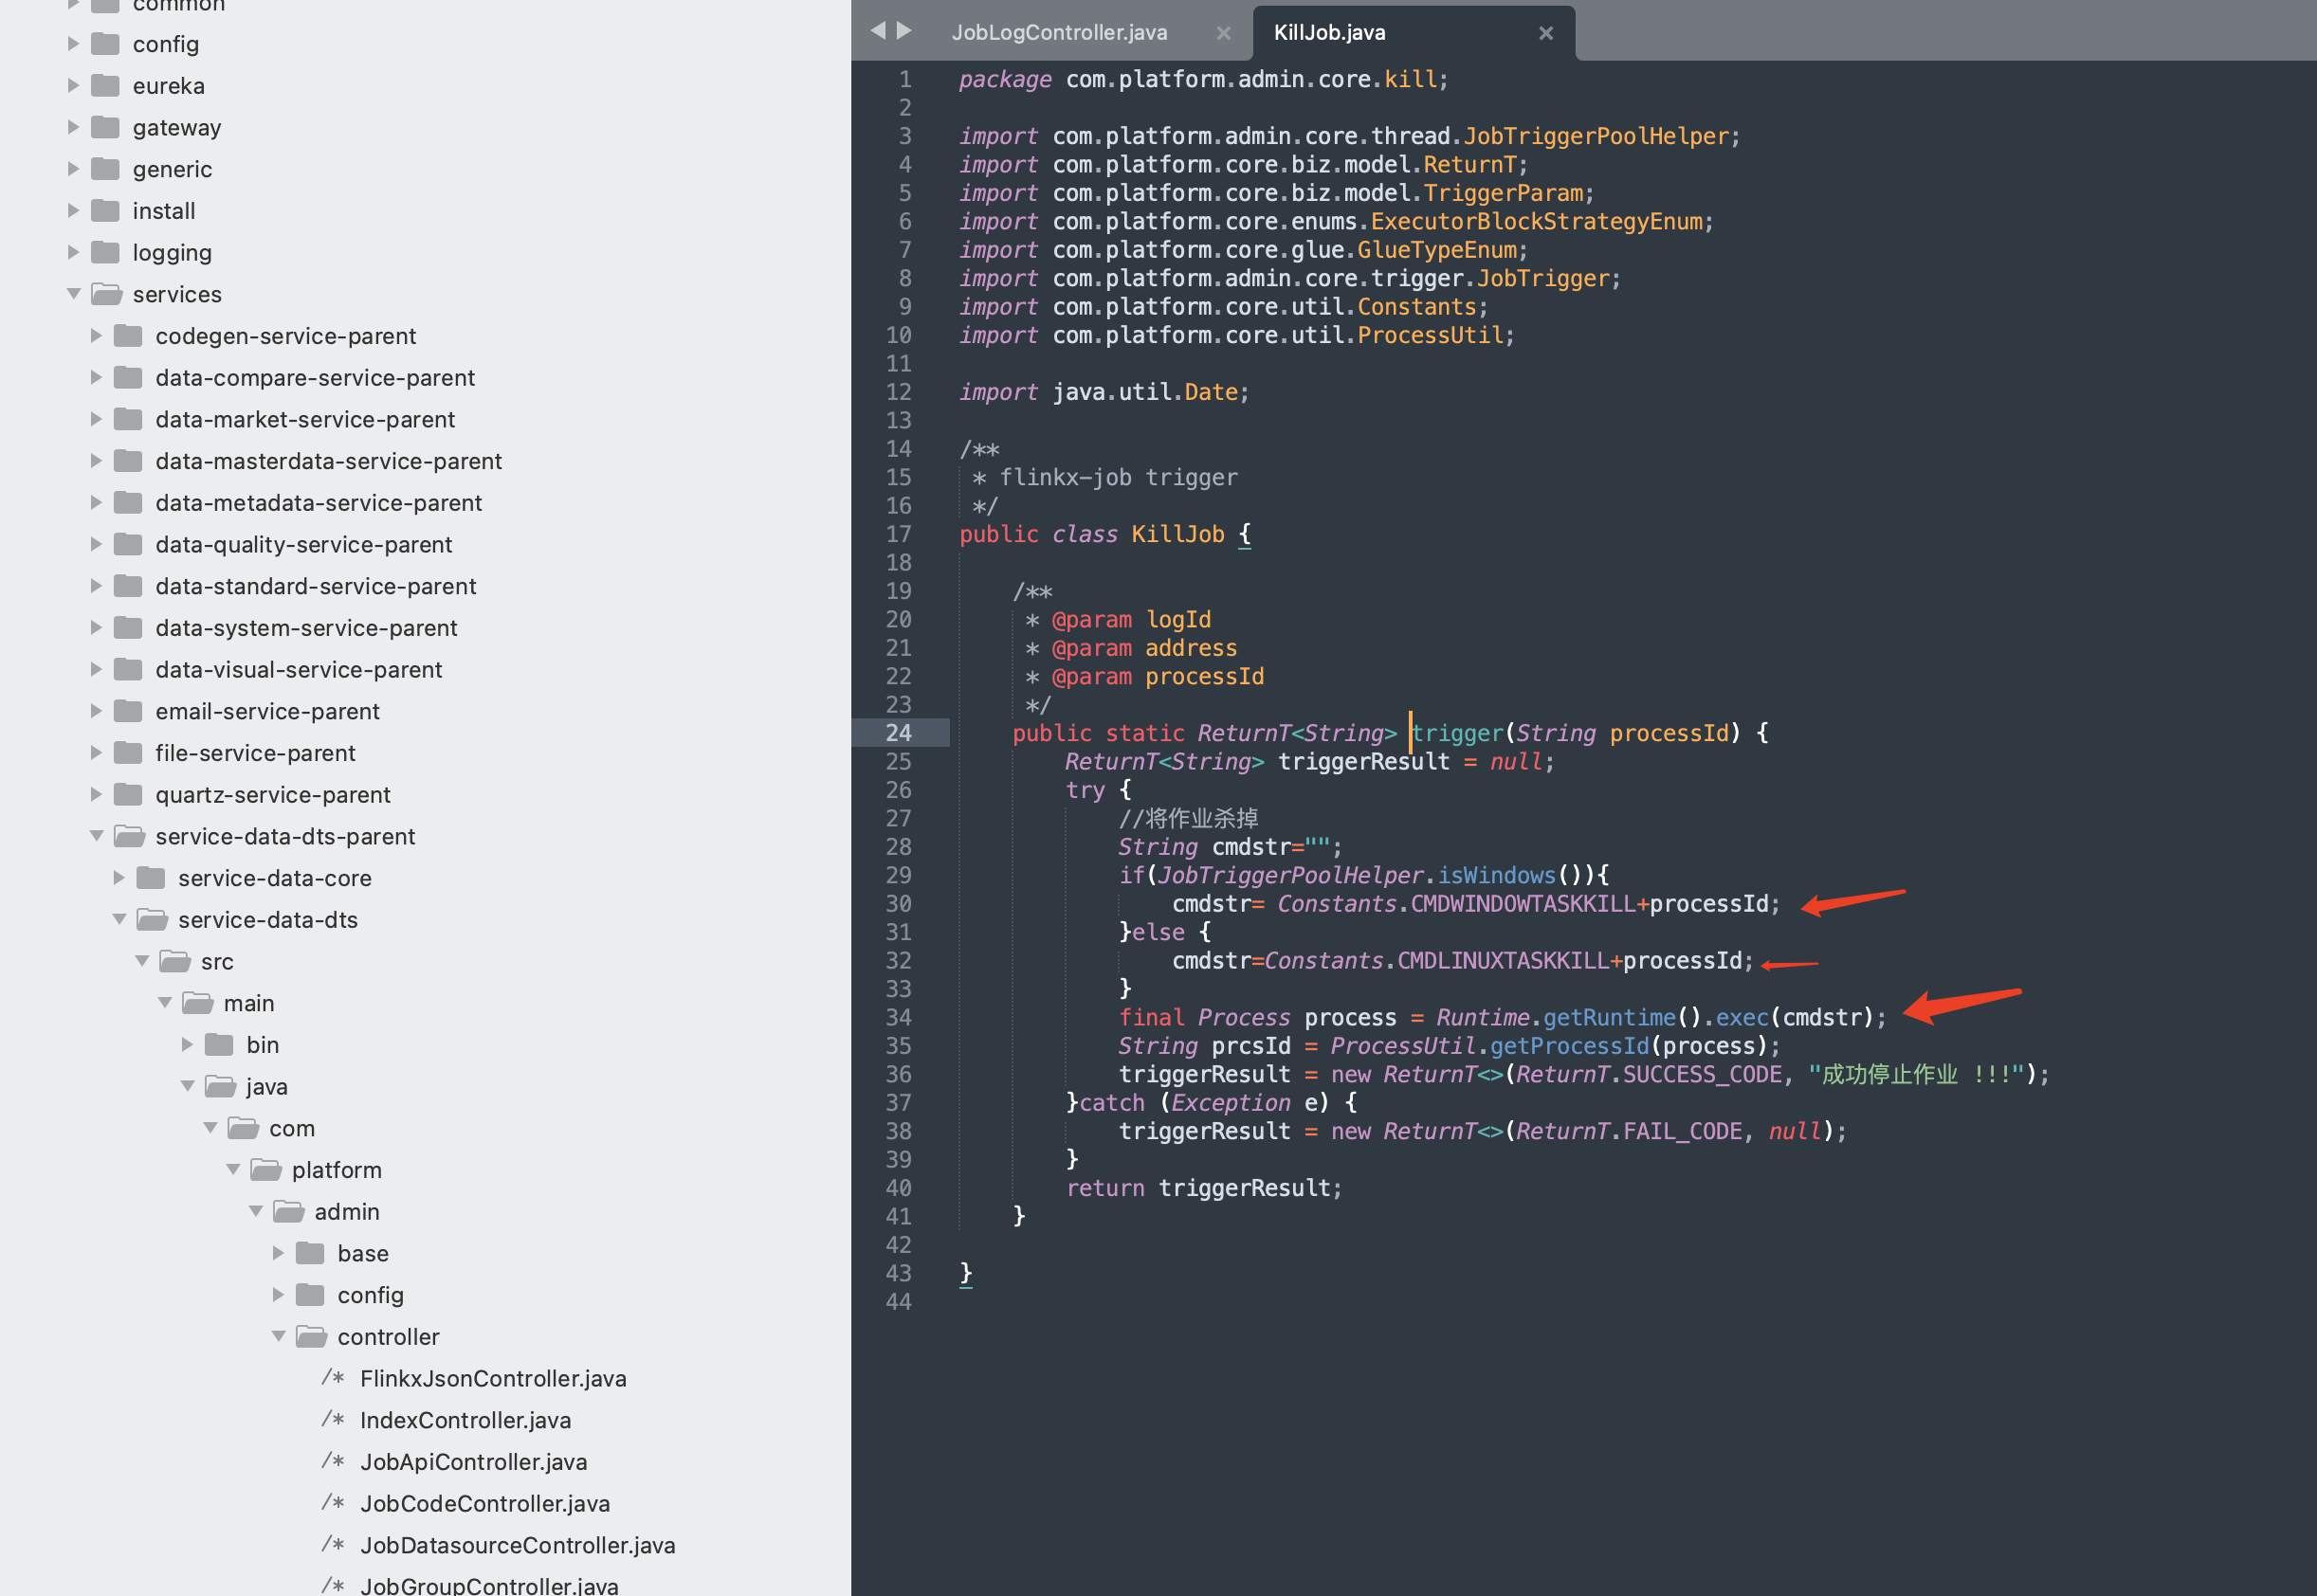 common
config
eureka
gateway
generic
install
logging
services
codegen-service-parent
data-compare-service-parent
data-market-service-parent
data-masterdata-service-parent
data-metadata-service-parent
data-quality-service-parent
data-standard-service-parent
data-system-service-parent
data-visual-service-parent
email-service-parent
file-service-parent
quartz-service-parent
service-data-dts-parent
service-data-core
service-data-dts
src
main
bin
java
com
platform
admin
base
config
controller
/* FlinkxJsonController.java
/* IndexController.java
/* JobApiController.java
/* JobCodeController.java
/* JobDatasourceController.java
/* JobGroupController.java
JobLogController.java × KillJob.java ×
1 package com.platform.admin.core.kill;
2
3 import com.platform.admin.core.thread.JobTriggerPoolHelper;
4 import com.platform.core.biz.model.ReturnT;
5 import com.platform.core.biz.model.TriggerParam;
6 import com.platform.core.enums.ExecutorBlockStrategyEnum;
7 import com.platform.core.glue.GlueTypeEnum;
8 import com.platform.admin.core.trigger.JobTrigger;
9 import com.platform.core.util.Constants;
10 import com.platform.core.util.ProcessUtil;
11
12 import java.util.Date;
13
14 /**
15 * flinkx-job trigger
16 */
17 public class KillJob {
18
19 /**
20 * @param logId
21 * @param address
22 * @param processId
23 */
24 public static ReturnT<String> trigger(String processId) {
25 ReturnT<String> triggerResult = null;
26 try {
27 //将作业杀掉
28 String cmdstr="";
29 if(JobTriggerPoolHelper.isWindows()){
30 cmdstr= Constants.CMDWINDOWTASKKILL+processId;
31 }else {
32 cmdstr=Constants.CMDLINUXTASKKILL+processId;
33 }
34 final Process process = Runtime.getRuntime().exec(cmdstr);
35 String prcsId = ProcessUtil.getProcessId(process);
36 triggerResult = new ReturnT<>(ReturnT.SUCCESS_CODE, "成功停止作业 !!!");
37 }catch (Exception e) {
38 triggerResult = new ReturnT<>(ReturnT.FAIL_CODE, null);
39 }
40 return triggerResult;
41 }
42
43 }
44